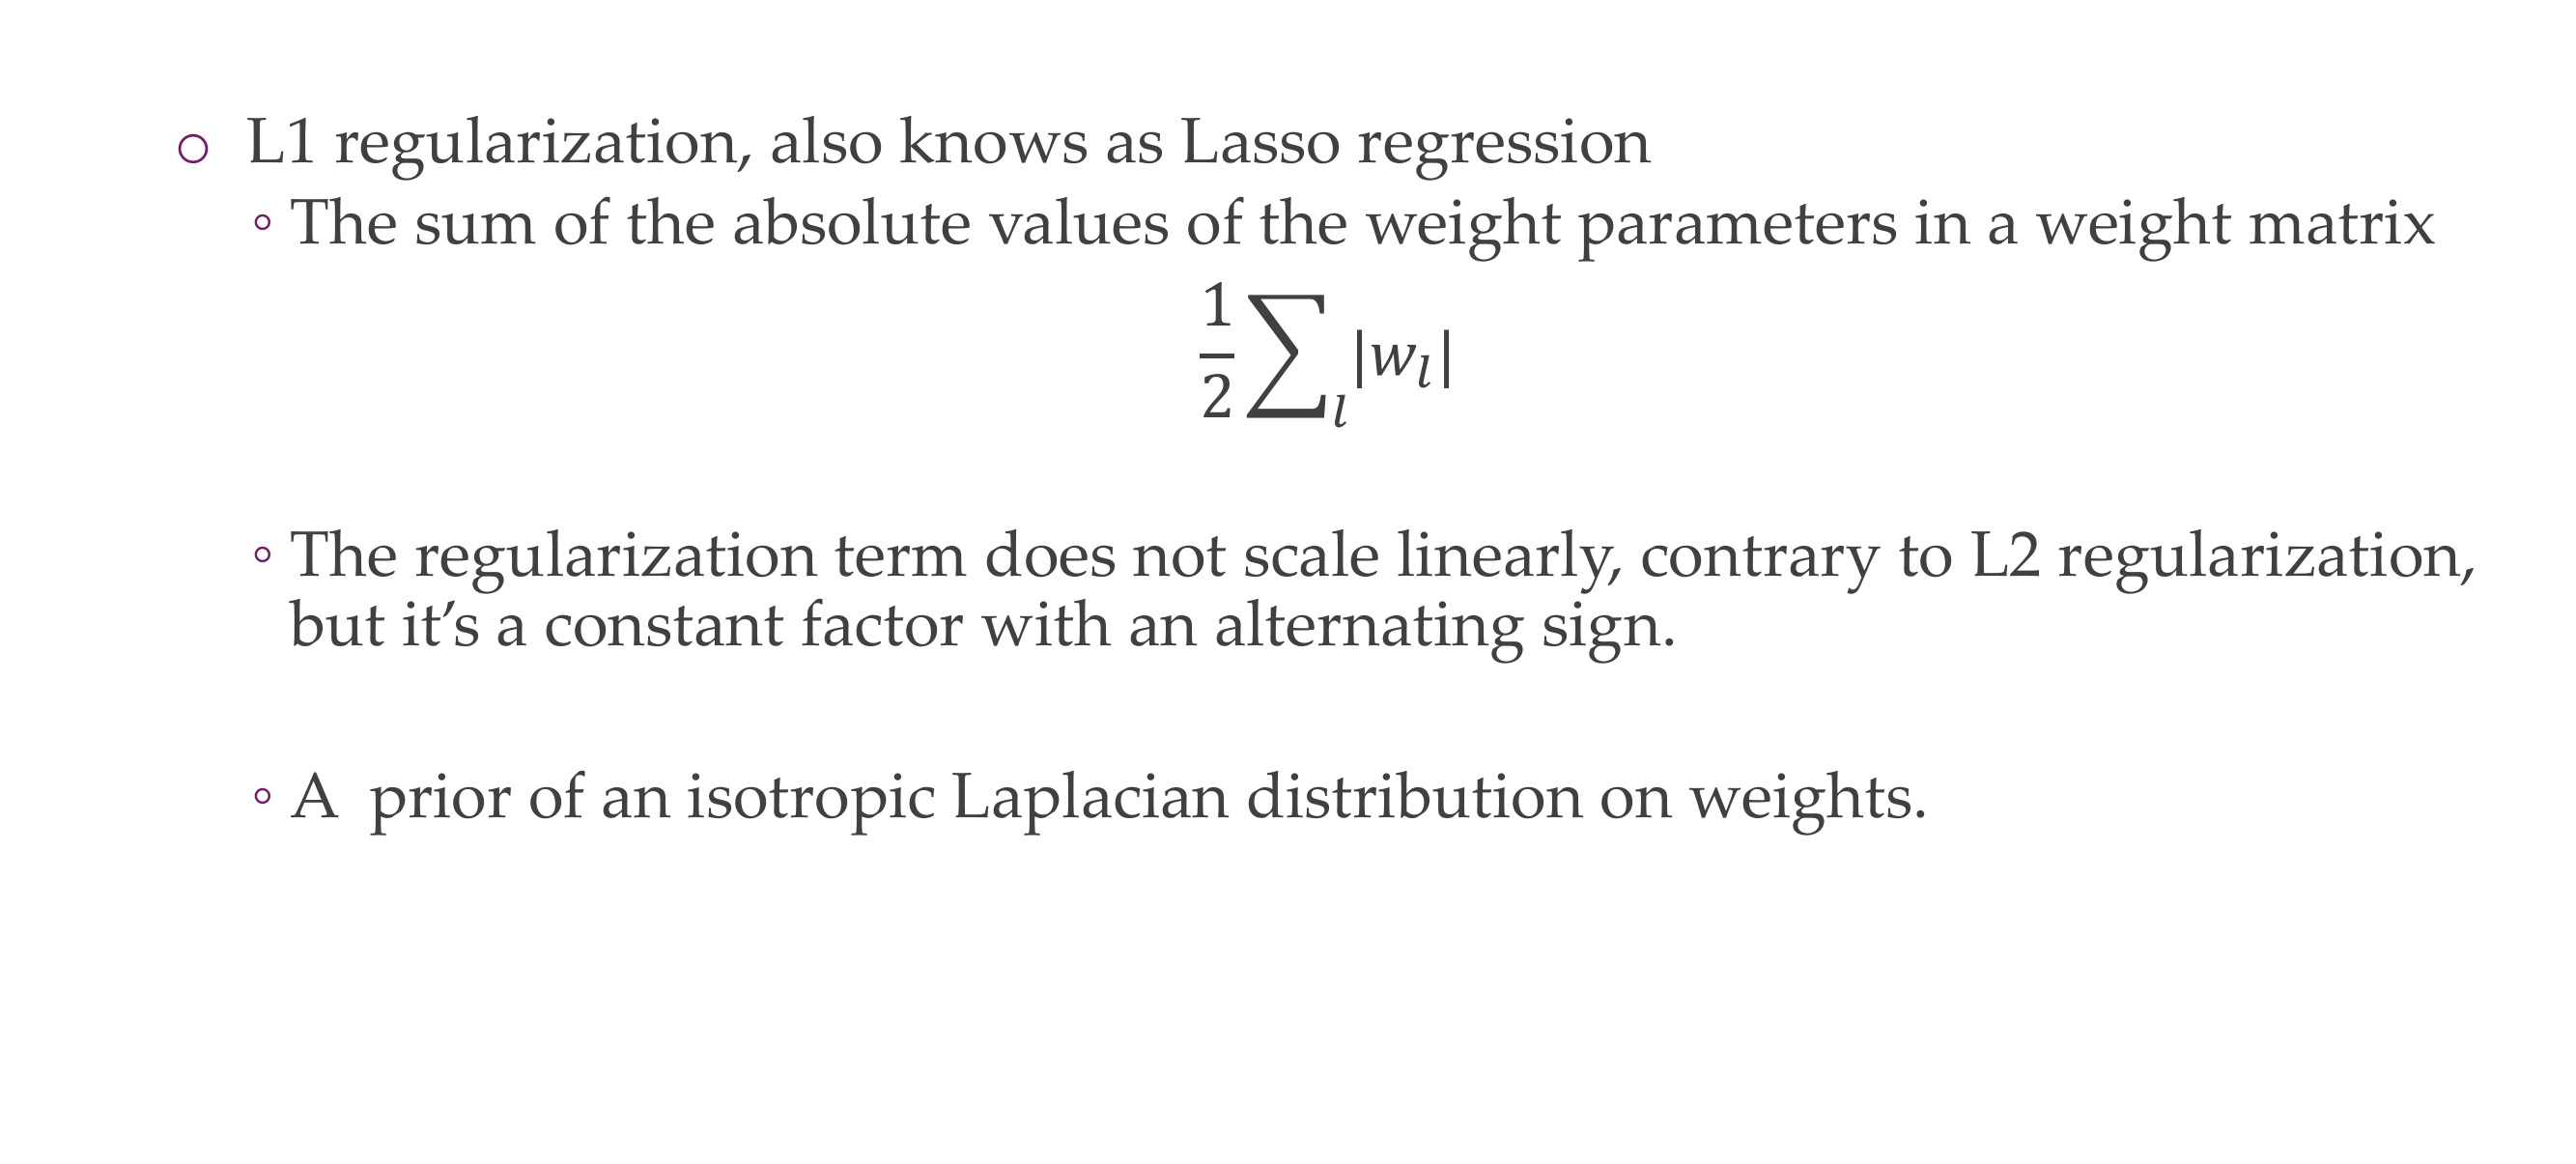 ○ L1 regularization, also knows as Lasso regression
◦ The sum of the absolute values of the weight parameters in a weight matrix
$\frac{1}{2}\sum_{l}|w_l|$
◦ The regularization term does not scale linearly, contrary to L2 regularization,
but it’s a constant factor with an alternating sign.
◦ A  prior of an isotropic Laplacian distribution on weights.